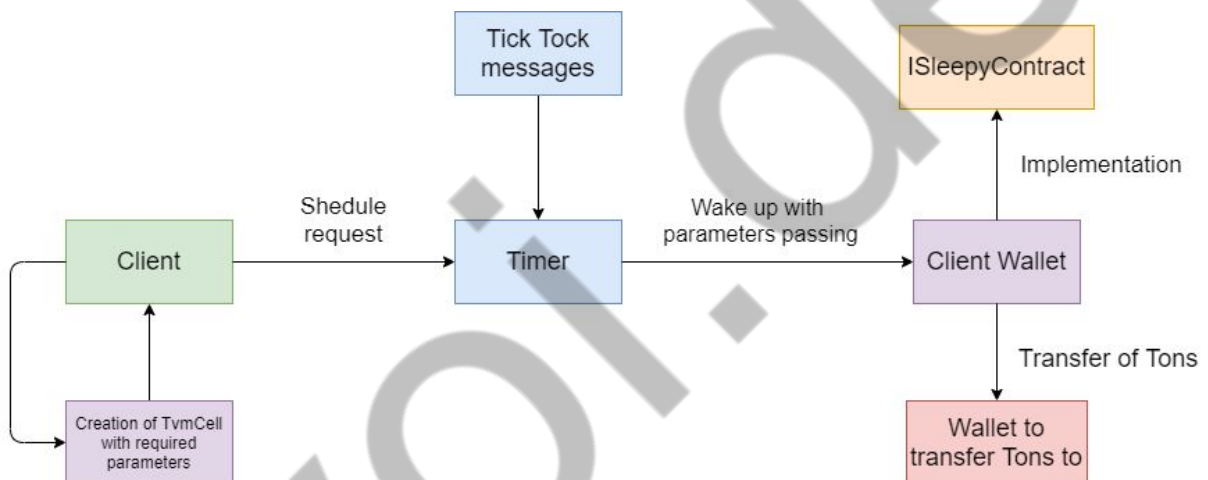 Tick Tock
messages
ISleepyContract
Implementation
Shedule
request
Wake up with
parameters passing
Client
Timer
Client Wallet
Transfer of Tons
Creation of TvmCell
with required
parameters
Wallet to
transfer Tons to